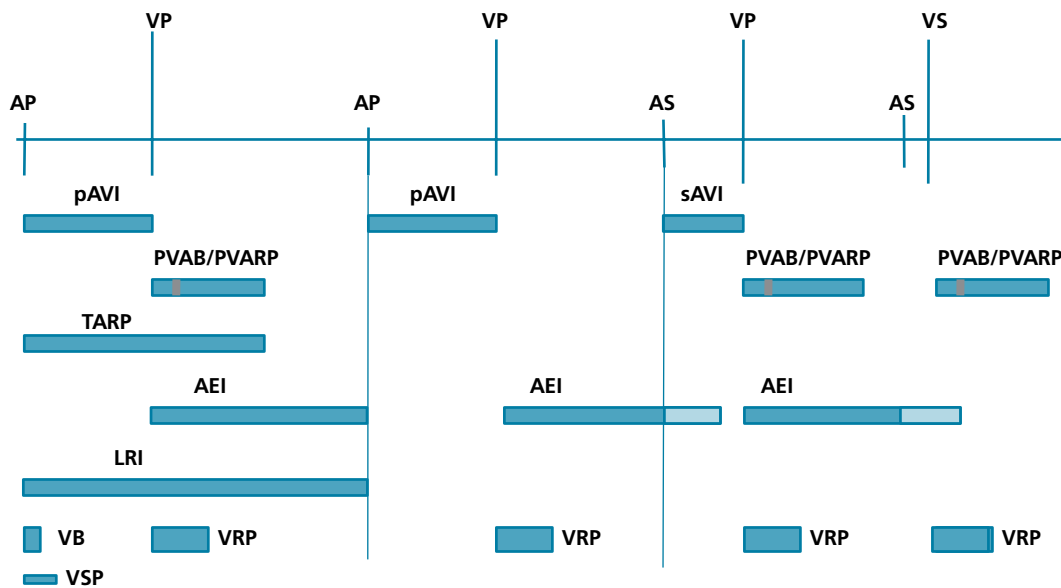 VP VP VP VS
AP AP AS AS
pAVI pAVI sAVI
PVAB/PVARP PVAB/PVARP PVAB/PVARP
TARP
AEI AEI AEI
LRI
VB VRP VRP VRP VRP
VSP